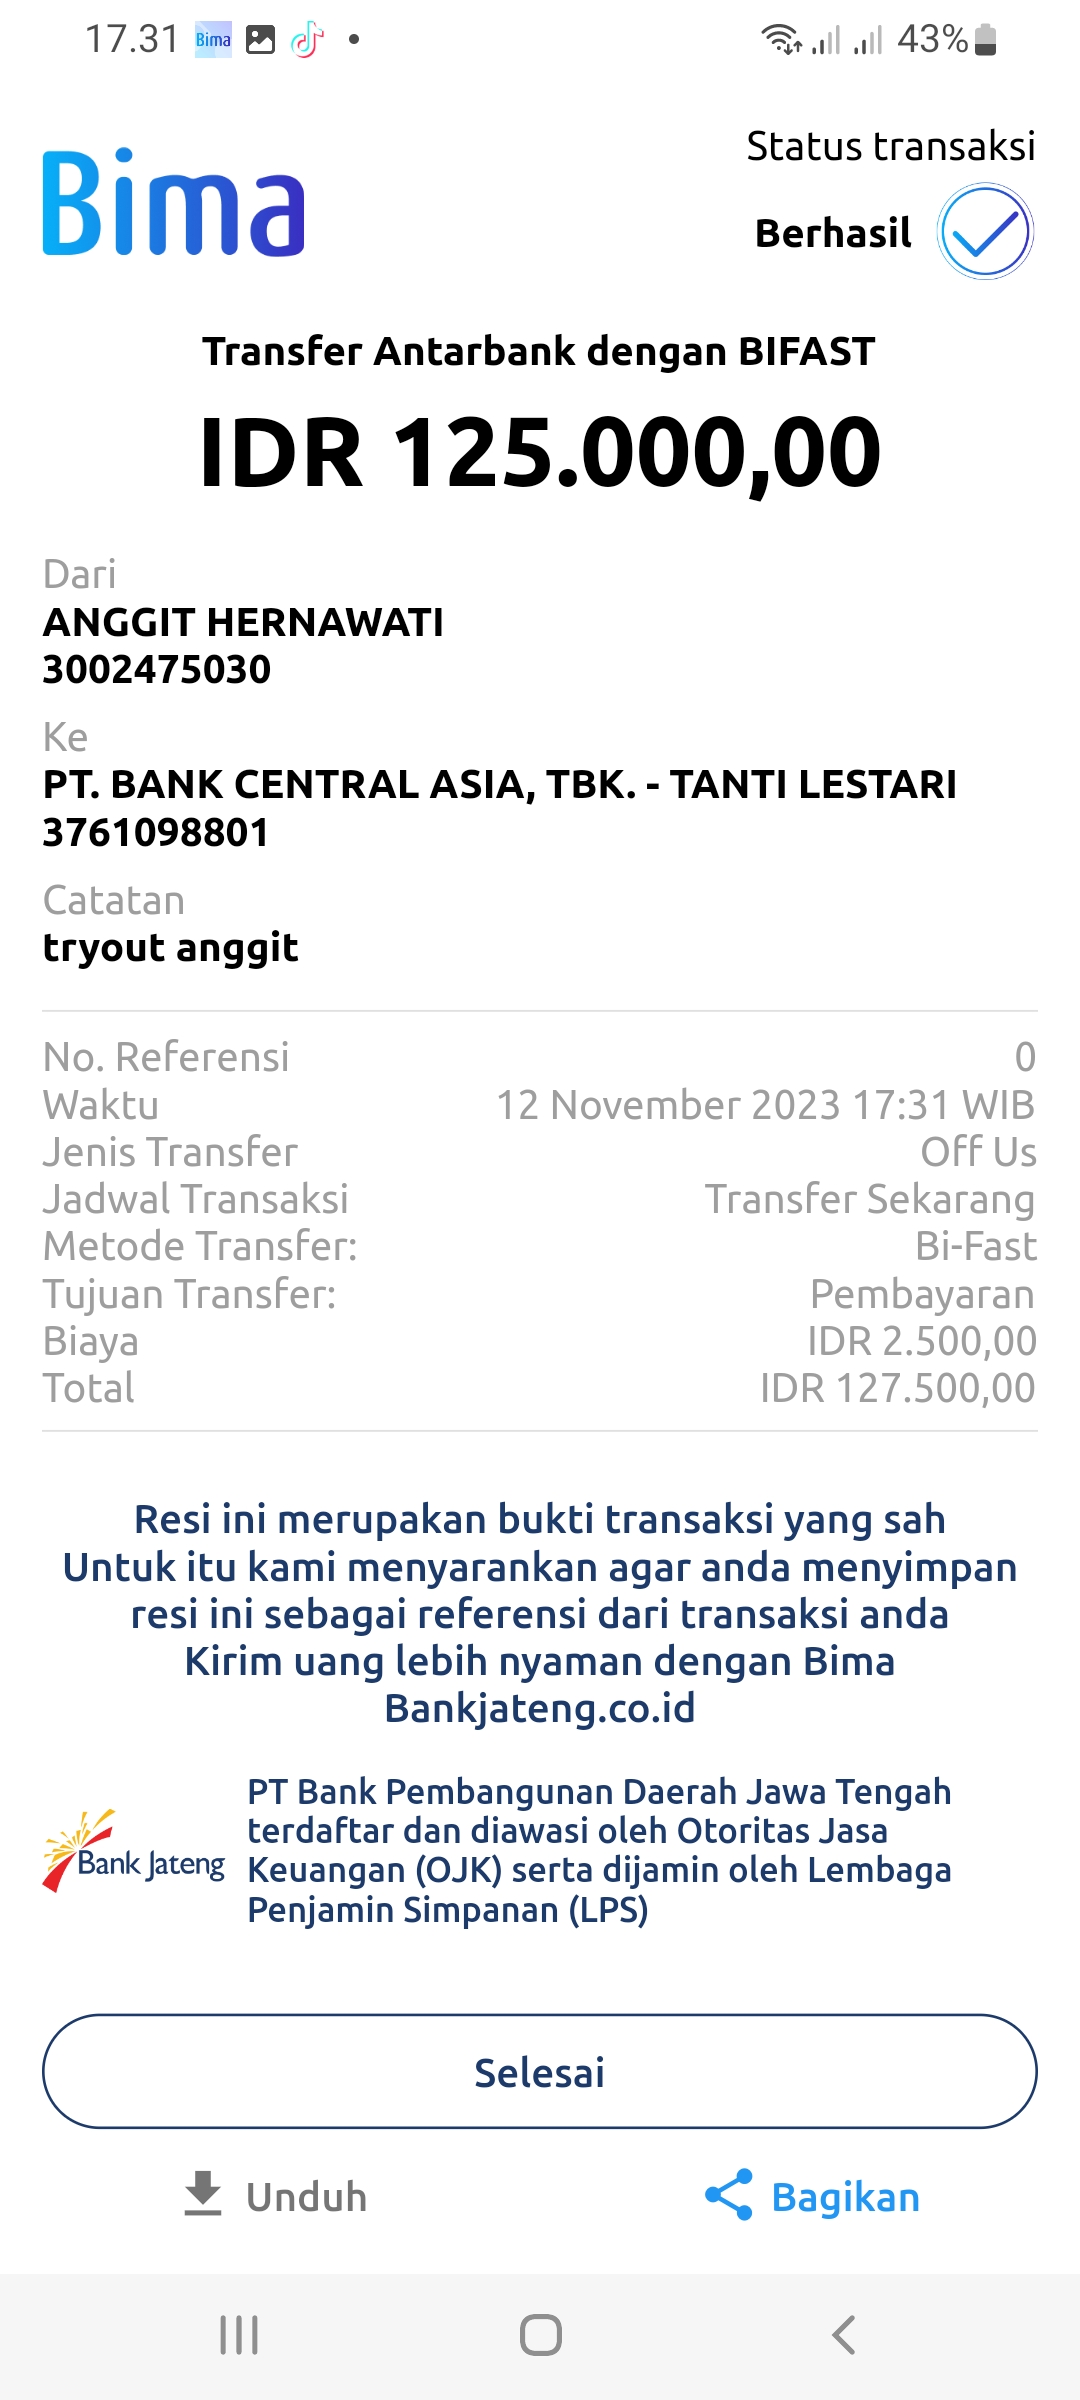 17.31 Bima 43%
Bima
Status transaksi
Berhasil
Transfer Antarbank dengan BIFAST
IDR 125.000,00
Dari
ANGGIT HERNAWATI
3002475030
Ke
PT. BANK CENTRAL ASIA, TBK. - TANTI LESTARI
3761098801
Catatan
tryout anggit
No. Referensi 0
Waktu 12 November 2023 17:31 WIB
Jenis Transfer Off Us
Jadwal Transaksi Transfer Sekarang
Metode Transfer: Bi-Fast
Tujuan Transfer: Pembayaran
Biaya IDR 2.500,00
Total IDR 127.500,00
Resi ini merupakan bukti transaksi yang sah
Untuk itu kami menyarankan agar anda menyimpan
resi ini sebagai referensi dari transaksi anda
Kirim uang lebih nyaman dengan Bima
Bankjateng.co.id
Bank Jateng
PT Bank Pembangunan Daerah Jawa Tengah
terdaftar dan diawasi oleh Otoritas Jasa
Keuangan (OJK) serta dijamin oleh Lembaga
Penjamin Simpanan (LPS)
Selesai
Unduh Bagikan